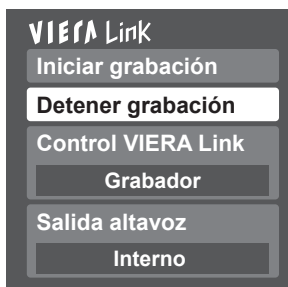 VIERA Link
Iniciar grabación
Detener grabación
Control VIERA Link
Grabador
Salida altavoz
Interno